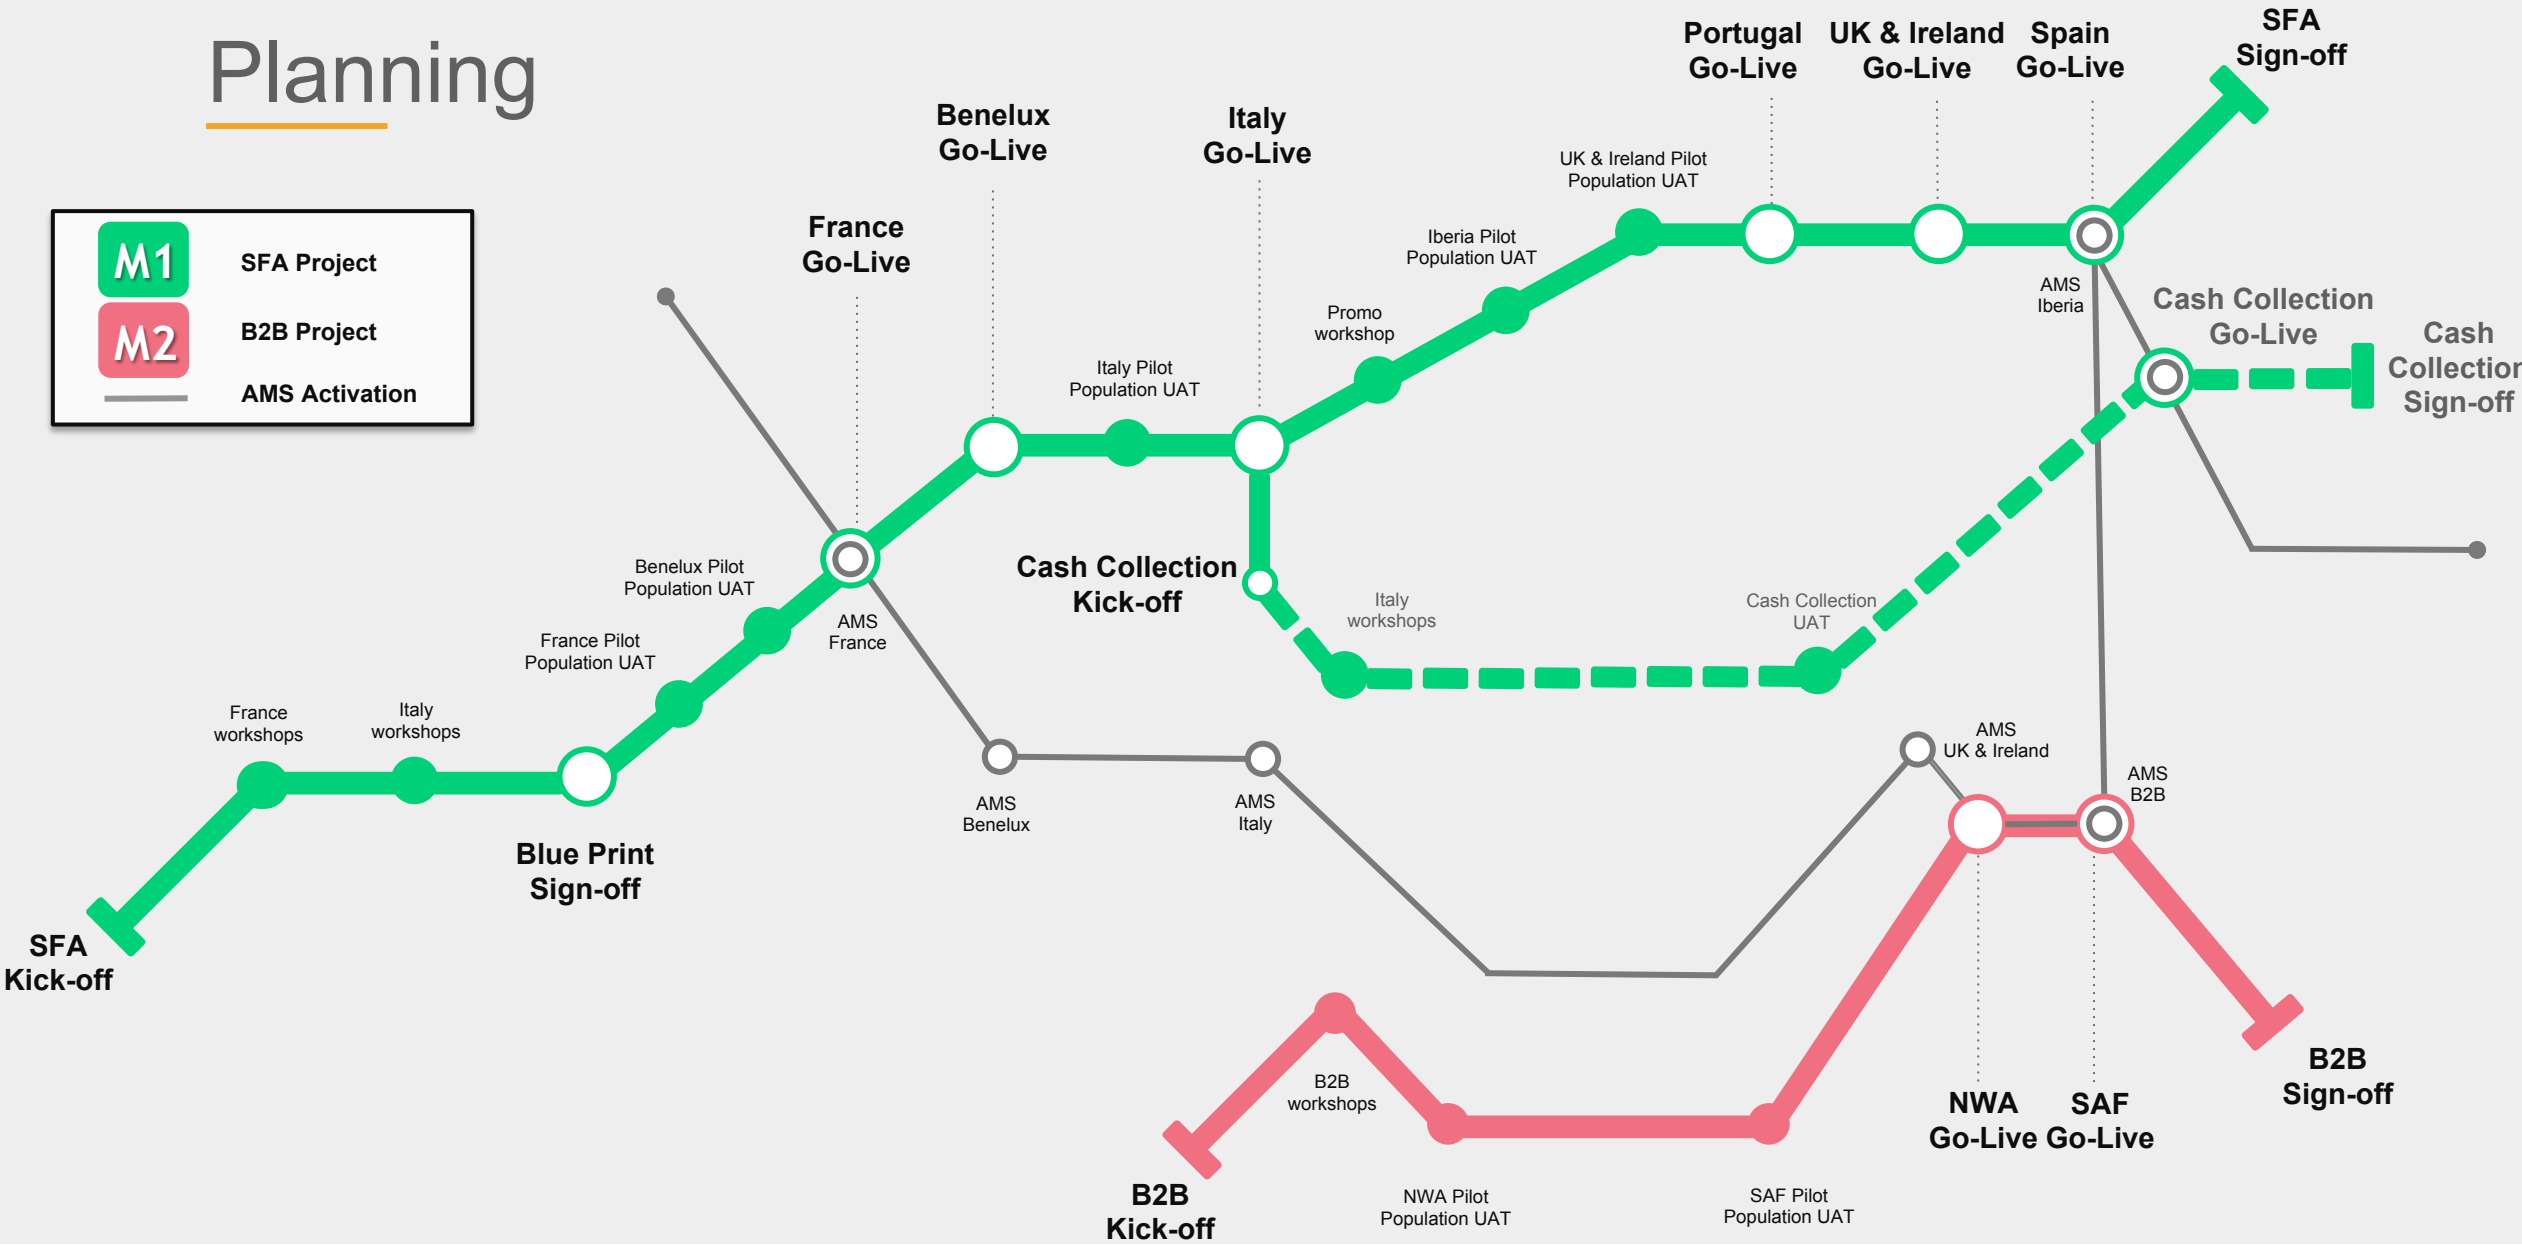 Planning
M1
SFA Project
M2
B2B Project
AMS Activation
SFA
Kick-off
France
workshops
Italy
workshops
Blue Print
Sign-off
France Pilot
Population UAT
Benelux Pilot
Population UAT
France
Go-Live
AMS
France
Benelux
Go-Live
Italy Pilot
Population UAT
Italy
Go-Live
Promo
workshop
Iberia Pilot
Population UAT
UK & Ireland Pilot
Population UAT
Portugal
Go-Live
UK & Ireland
Go-Live
Spain
Go-Live
SFA
Sign-off
AMS
Iberia
Cash Collection
Go-Live
Cash
Collection
Sign-off
Cash Collection
Kick-off
Italy
workshops
Cash Collection
UAT
AMS
Benelux
AMS
Italy
AMS
UK & Ireland
AMS
B2B
B2B
Kick-off
B2B
workshops
NWA Pilot
Population UAT
SAF Pilot
Population UAT
NWA
Go-Live
SAF
Go-Live
B2B
Sign-off